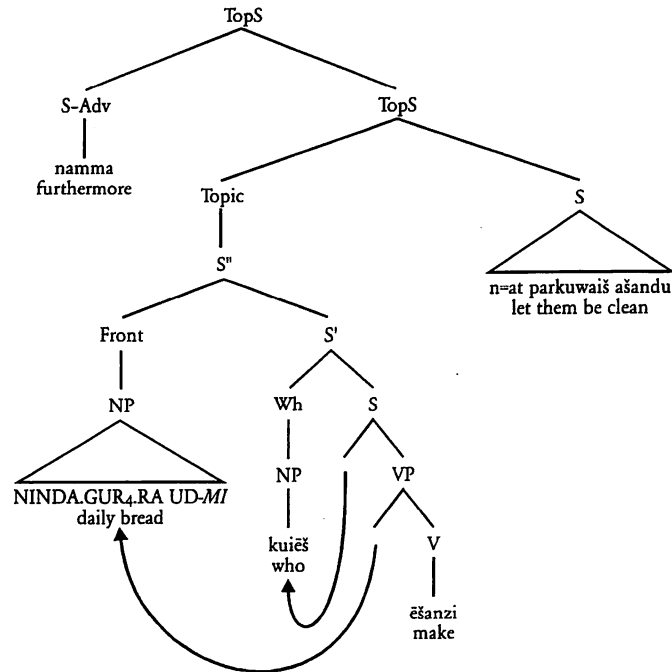 TopS
S-Adv
TopS
namma
furthermore
Topic
S
S"
n=at parkuwaiš ašandu
let them be clean
Front
S'
NP
Wh
S
NINDA.GUR₄.RA UD-MI
daily bread
NP
VP
kuiēš
who
V
ēšanzi
make